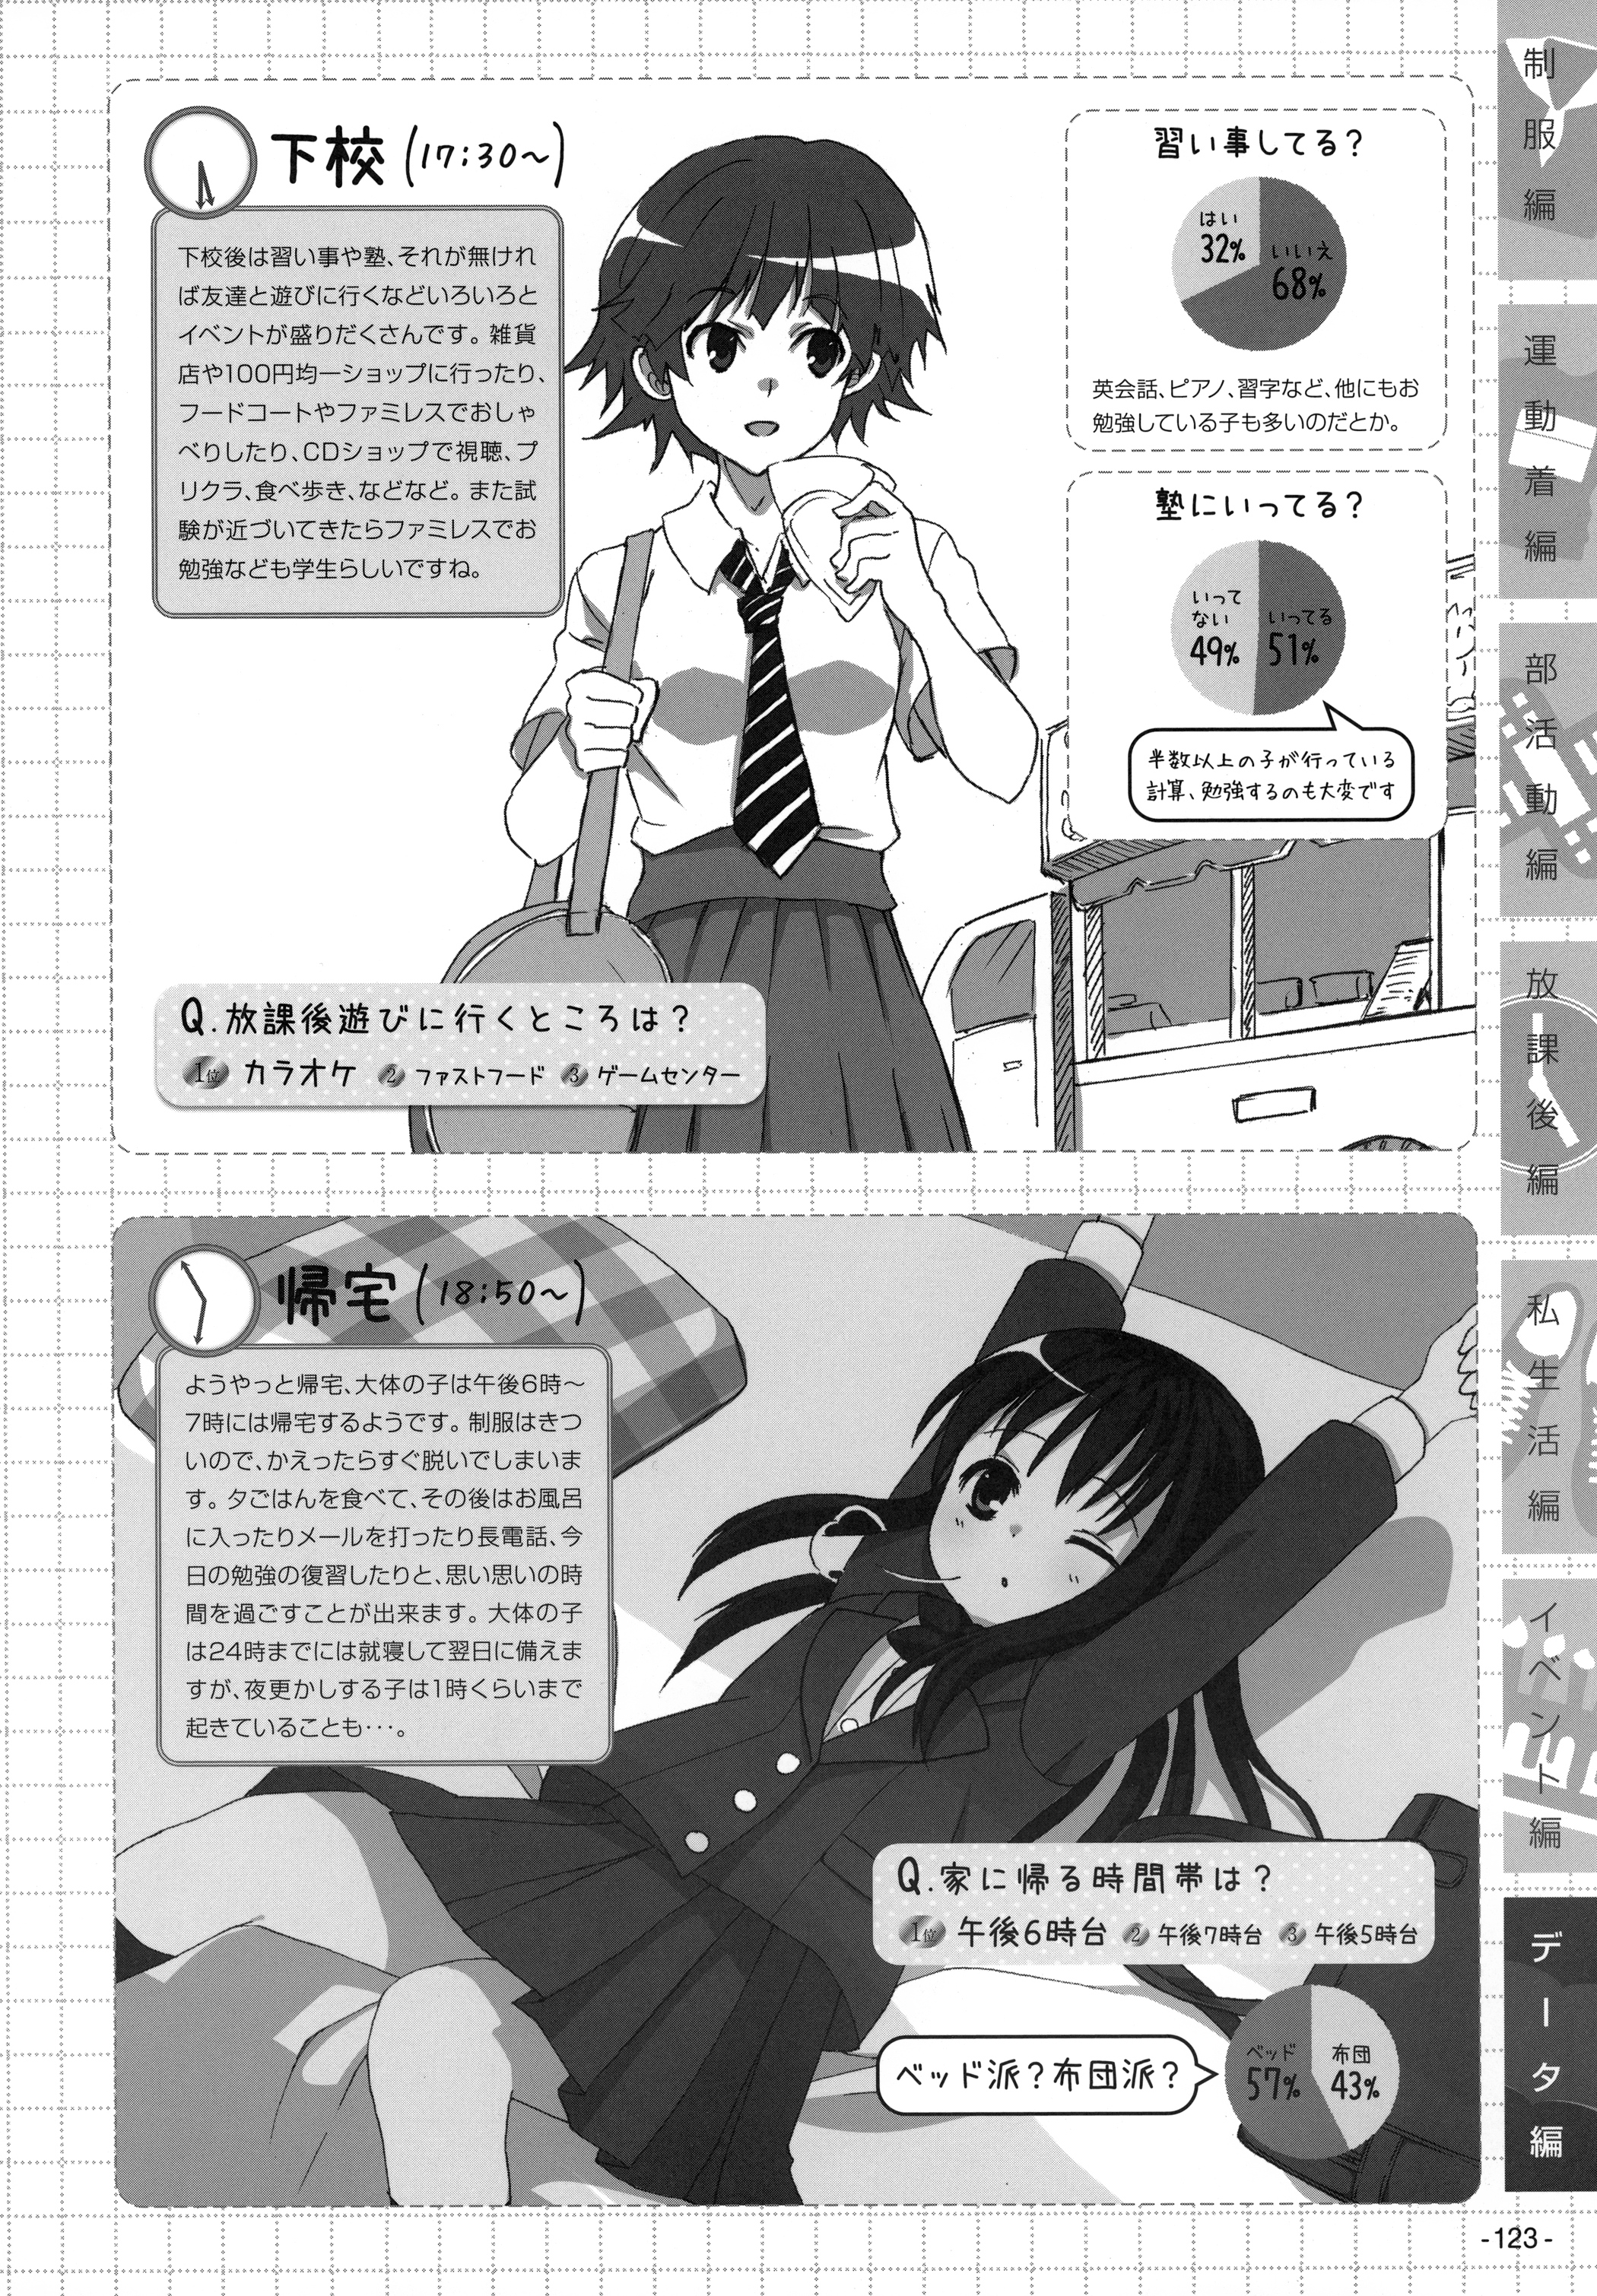 下校(17:30~)
下校後は習い事や塾、それが無けれ
ば友達と遊びに行くなどいろいろと
イベントが盛りだくさんです。雑貨
店や100円均一ショップに行ったり、
フードコートやファミレスでおしゃ
べりしたり、CDショップで視聴、プ
リクラ、食べ歩き、などなど。また試
験が近づいてきたらファミレスでお
勉強なども学生らしいですね。
習い事してる?
はい
32%
いいえ
68%
英会話、ピアノ、習字など、他にもお
勉強している子も多いのだとか。
塾にいってる?
いって
ない
49%
いってる
51%
半数以上の子が行っている
計算、勉強するのも大変です
Q.放課後遊びに行くところは?
1位 カラオケ 2 ファストフード 3 ゲームセンター
帰宅(18:50~)
ようやっと帰宅、大体の子は午後6時~
7時には帰宅するようです。制服はきつ
いので、かえったらすぐ脱いでしまいま
す。夕ごはんを食べて、その後はお風呂
に入ったりメールを打ったり長電話、今
日の勉強の復習したりと、思い思いの時
間を過ごすことが出来ます。大体の子
は24時までには就寝して翌日に備えま
すが、夜更かしする子は1時くらいまで
起きていることも・・・。
Q.家に帰る時間帯は?
1位 午後6時台 2 午後7時台 3 午後5時台
ベッド派?布団派?
ベッド
57%
布団
43%
制服編
運動着編
部活動編
放課後編
私生活編
イベント編
データ編
-123-